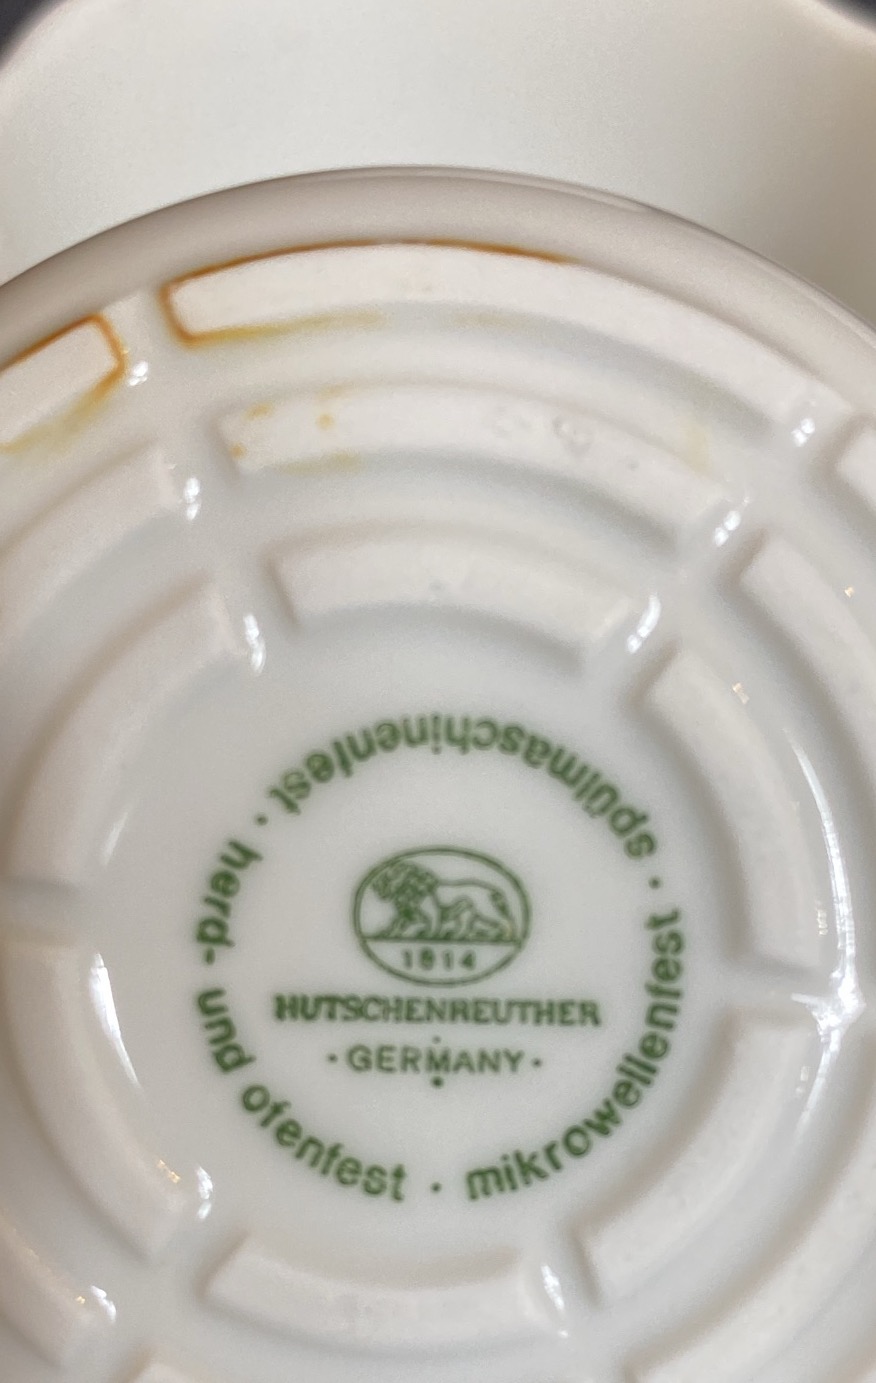 1814
HUTSCHENREUTHER
· GERMANY ·
herd- und ofenfest · mikrowellenfest · spülmaschinenfest ·